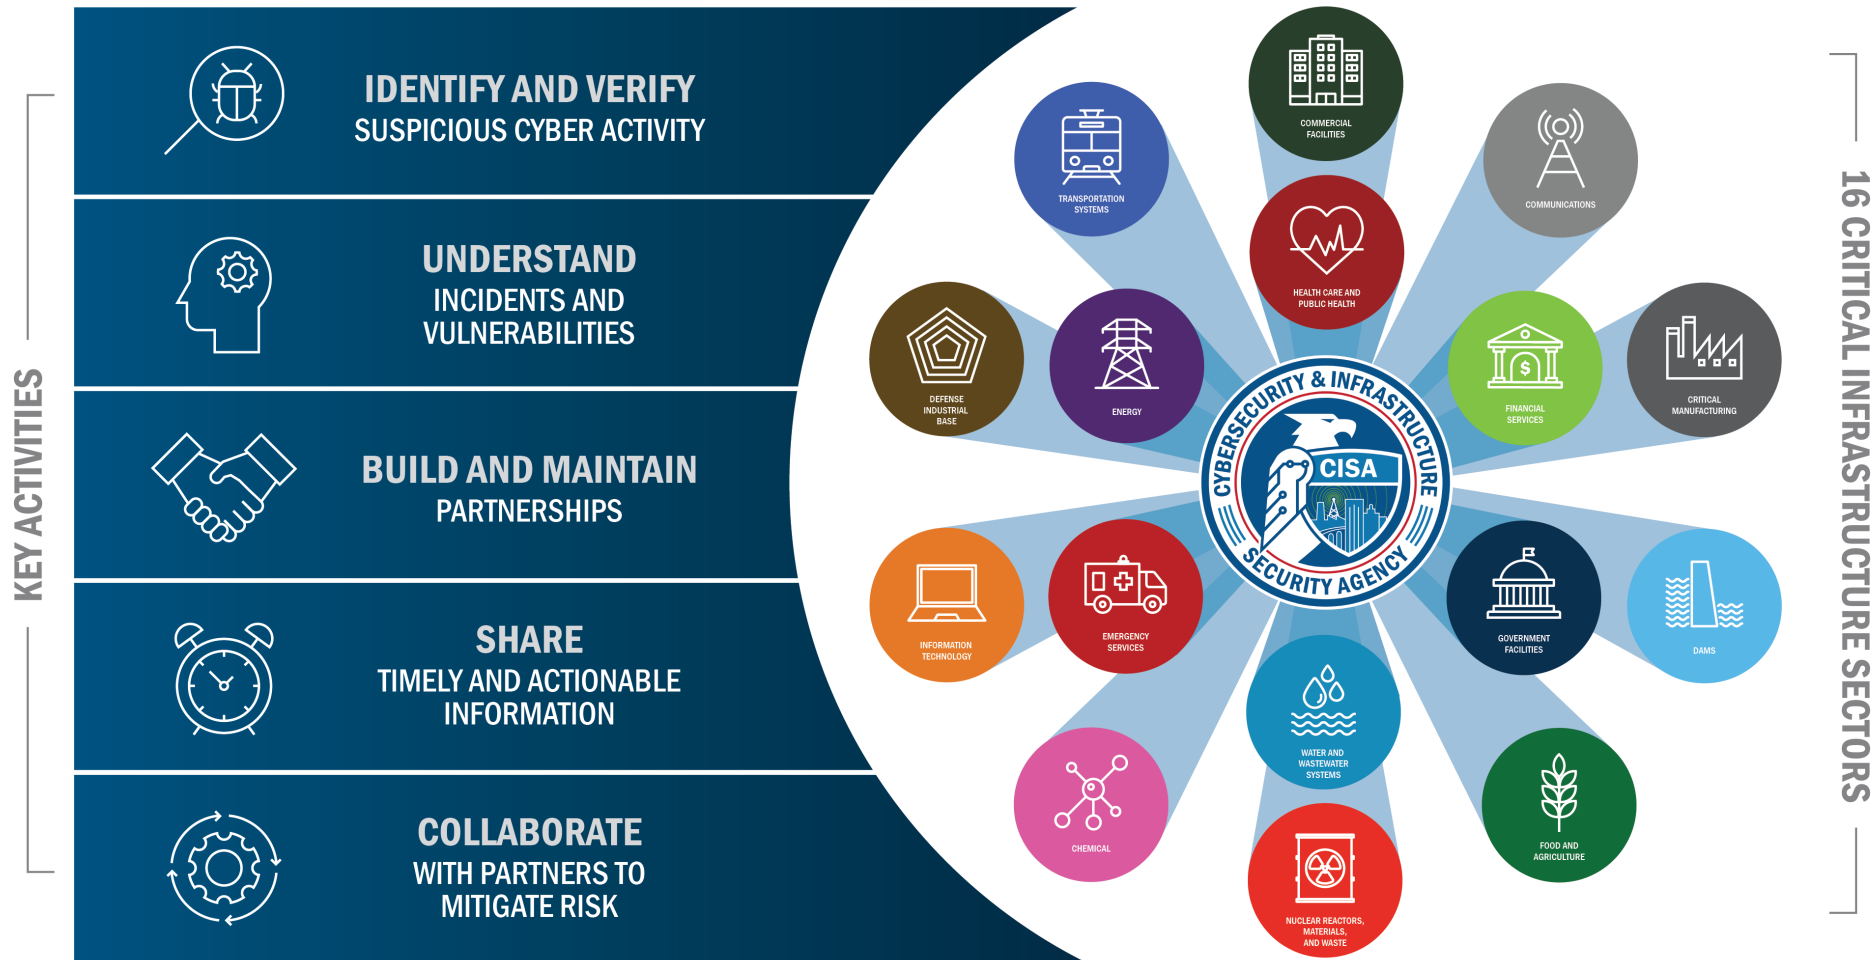 KEY ACTIVITIES
IDENTIFY AND VERIFY
SUSPICIOUS CYBER ACTIVITY
UNDERSTAND
INCIDENTS AND
VULNERABILITIES
BUILD AND MAINTAIN
PARTNERSHIPS
SHARE
TIMELY AND ACTIONABLE
INFORMATION
COLLABORATE
WITH PARTNERS TO
MITIGATE RISK
COMMERCIAL
FACILITIES
TRANSPORTATION
SYSTEMS
COMMUNICATIONS
HEALTH CARE AND
PUBLIC HEALTH
DEFENSE
INDUSTRIAL
BASE
ENERGY
FINANCIAL
SERVICES
CRITICAL
MANUFACTURING
CYBERSECURITY & INFRASTRUCTURE
SECURITY AGENCY
CISA
INFORMATION
TECHNOLOGY
EMERGENCY
SERVICES
GOVERNMENT
FACILITIES
DAMS
WATER AND
WASTEWATER
SYSTEMS
CHEMICAL
FOOD AND
AGRICULTURE
NUCLEAR REACTORS,
MATERIALS,
AND WASTE
$
16 CRITICAL INFRASTRUCTURE SECTORS